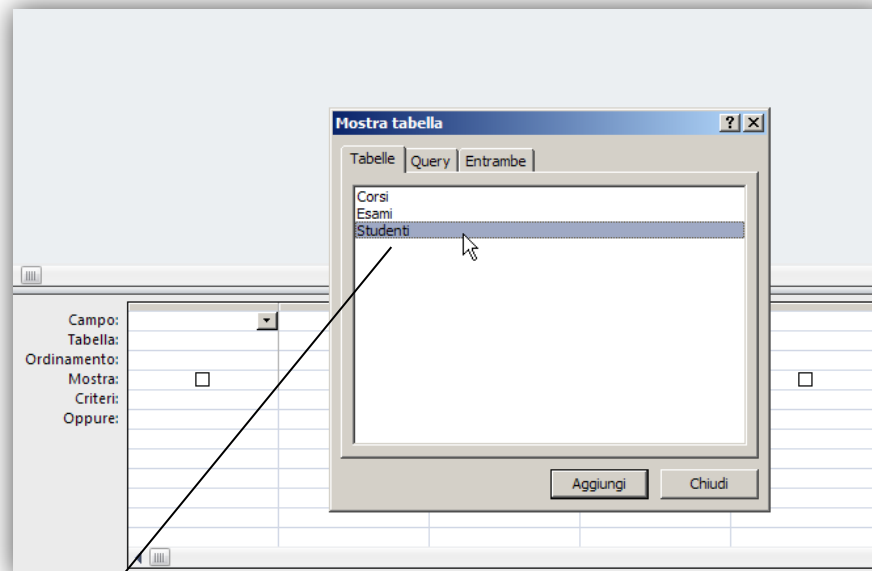 Mostra tabella
Tabelle Query Entrambe
Corsi
Esami
Studenti
Campo:
Tabella:
Ordinamento:
Mostra:
Criteri:
Oppure:
Aggiungi Chiudi